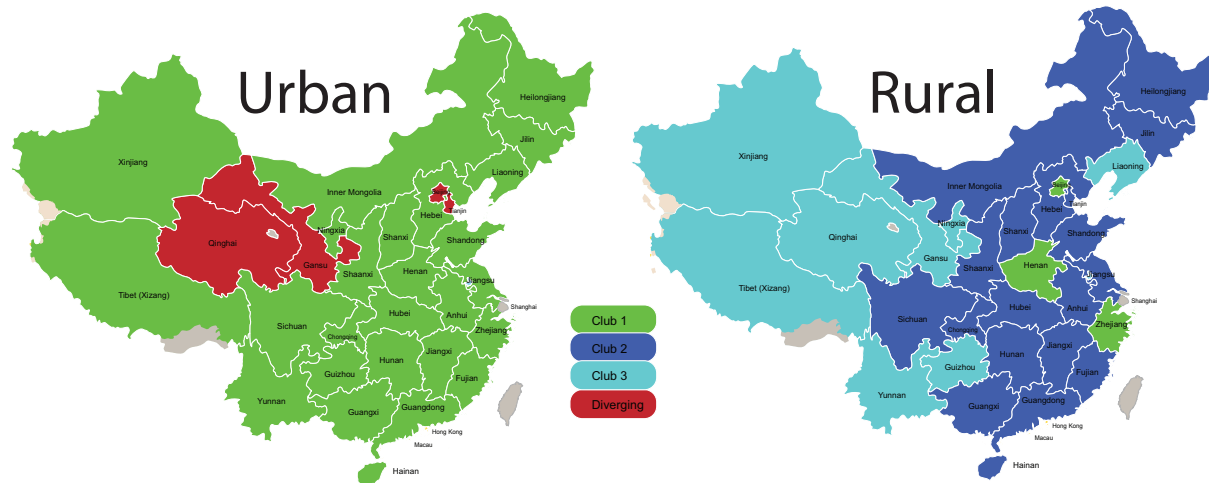 Urban
Heilongjiang
Jilin
Liaoning
Xinjiang
Inner Mongolia
Beijing
Tianjin
Hebei
Ningxia
Shanxi
Shandong
Qinghai
Gansu
Shaanxi
Henan
Jiangsu
Tibet (Xizang)
Shanghai
Sichuan
Hubei
Anhui
Chongqing
Zhejiang
Hunan
Jiangxi
Guizhou
Fujian
Yunnan
Guangxi
Guangdong
Hong Kong
Macau
Hainan
Club 1
Club 2
Club 3
Diverging
Rural
Heilongjiang
Jilin
Liaoning
Xinjiang
Inner Mongolia
Beijing
Tianjin
Hebei
Ningxia
Shanxi
Shandong
Qinghai
Gansu
Shaanxi
Henan
Jiangsu
Tibet (Xizang)
Shanghai
Sichuan
Hubei
Anhui
Chongqing
Zhejiang
Hunan
Jiangxi
Guizhou
Fujian
Yunnan
Guangxi
Guangdong
Hong Kong
Macau
Hainan